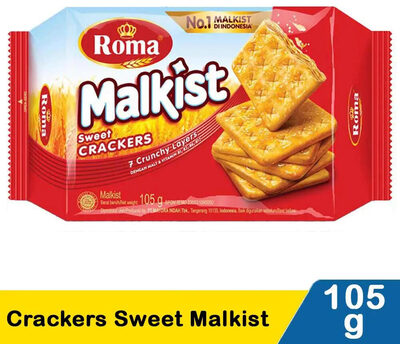 Roma
No.1 MALKIST
DI INDONESIA
Malkist
Sweet
CRACKERS
7 Crunchy Layers
Roma
Roma
Malkist
105 g
Crackers Sweet Malkist
105
g